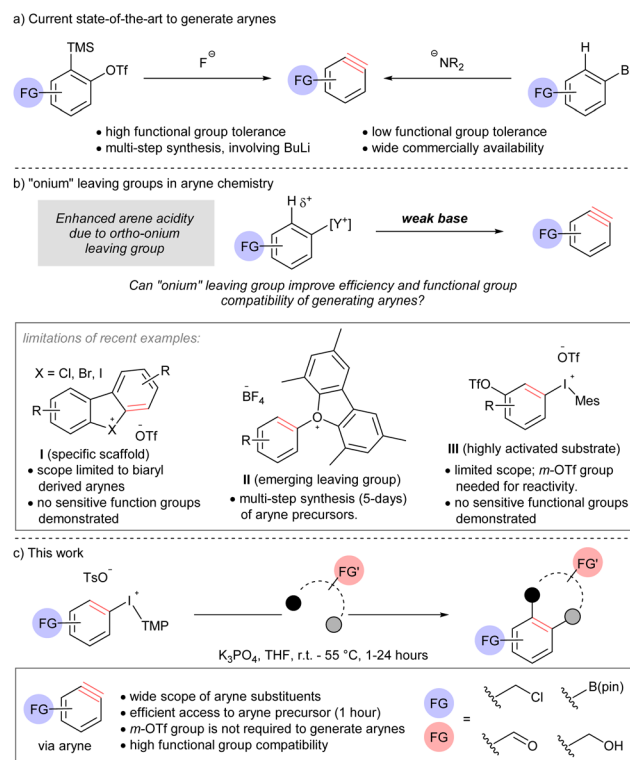 a) Current state-of-the-art to generate arynes
TMS
OTf
FG
F⊖
FG
⊖NR2
H
B
FG
• high functional group tolerance
• multi-step synthesis, involving BuLi
• low functional group tolerance
• wide commercially availability
b) "onium" leaving groups in aryne chemistry
Enhanced arene acidity
due to ortho-onium
leaving group
H δ+
[Y+]
FG
weak base
FG
Can "onium" leaving group improve efficiency and functional group
compatibility of generating arynes?
limitations of recent examples:
X = Cl, Br, I
R
R
X+
-OTf
I (specific scaffold)
• scope limited to biaryl
derived arynes
• no sensitive function groups
demonstrated
-BF4
O+
R
II (emerging leaving group)
• multi-step synthesis (5-days)
of aryne precursors.
-OTf
TfO
I+
Mes
R
III (highly activated substrate)
• limited scope; m-OTf group
needed for reactivity.
• no sensitive functional groups
demonstrated
c) This work
TsO-
I+
TMP
FG
FG'
K3PO4, THF, r.t. - 55 °C, 1-24 hours
FG'
FG
FG
via aryne
• wide scope of aryne substituents
• efficient access to aryne precursor (1 hour)
• m-OTf group is not required to generate arynes
• high functional group compatibility
FG
FG
=
Cl
B(pin)
O
OH